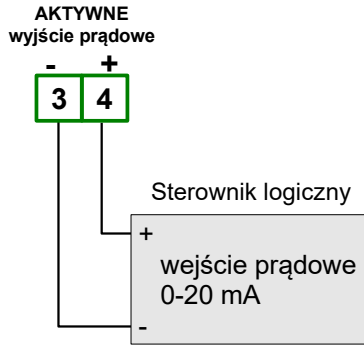 AKTYWNE
wyjście prądowe
- +
3 4
Sterownik logiczny
+
wejście prądowe
0-20 mA
-